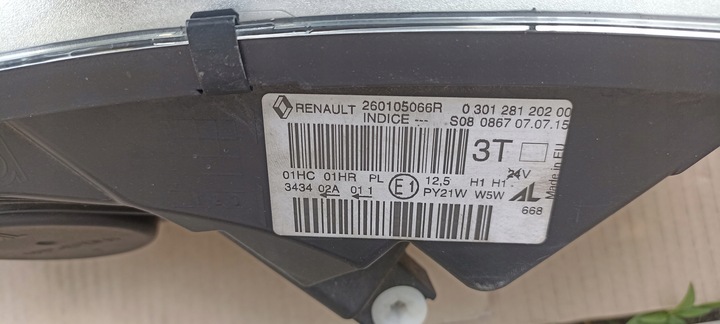 RENAULT 260105066R 0 301 281 202 00
INDICE --- S08 0867 07.07.15
3T
01HC 01HR PL E1 12,5 H1 H1 24V
3434 02A 01 1 PY21W W5W AL
668
Made in EU